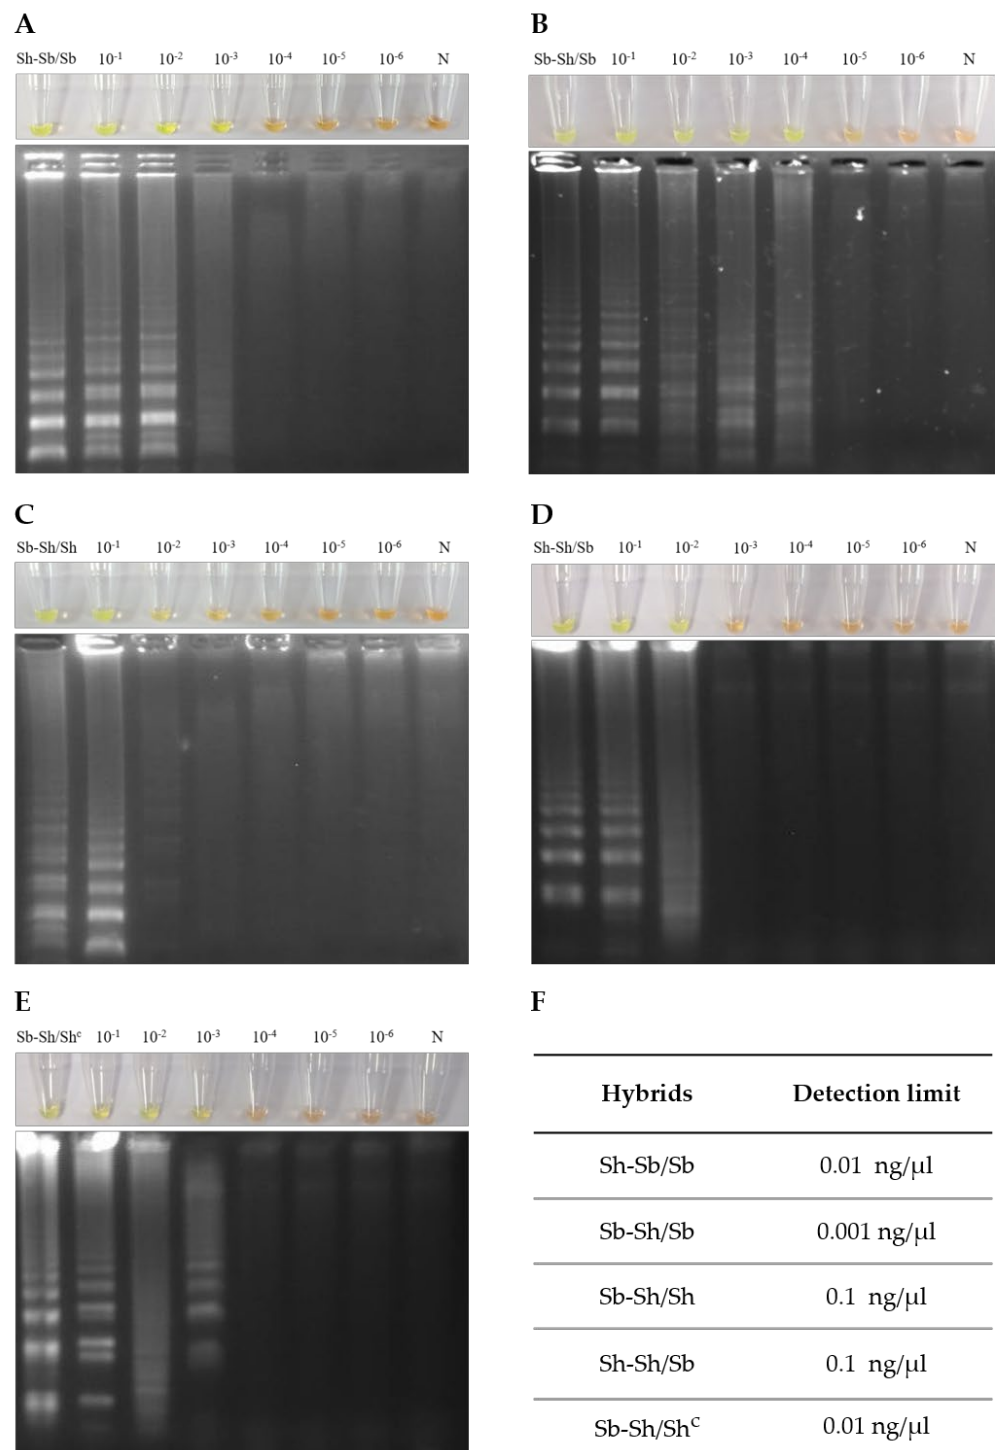 A
Sh-Sb/Sb 10⁻¹ 10⁻² 10⁻³ 10⁻⁴ 10⁻⁵ 10⁻⁶ N
B
Sb-Sh/Sb 10⁻¹ 10⁻² 10⁻³ 10⁻⁴ 10⁻⁵ 10⁻⁶ N
C
Sb-Sh/Sh 10⁻¹ 10⁻² 10⁻³ 10⁻⁴ 10⁻⁵ 10⁻⁶ N
D
Sh-Sh/Sb 10⁻¹ 10⁻² 10⁻³ 10⁻⁴ 10⁻⁵ 10⁻⁶ N
E
Sb-Sh/Shᶜ 10⁻¹ 10⁻² 10⁻³ 10⁻⁴ 10⁻⁵ 10⁻⁶ N
F
Hybrids Detection limit
Sh-Sb/Sb 0.01 ng/µl
Sb-Sh/Sb 0.001 ng/µl
Sb-Sh/Sh 0.1 ng/µl
Sh-Sh/Sb 0.1 ng/µl
Sb-Sh/Shᶜ 0.01 ng/µl